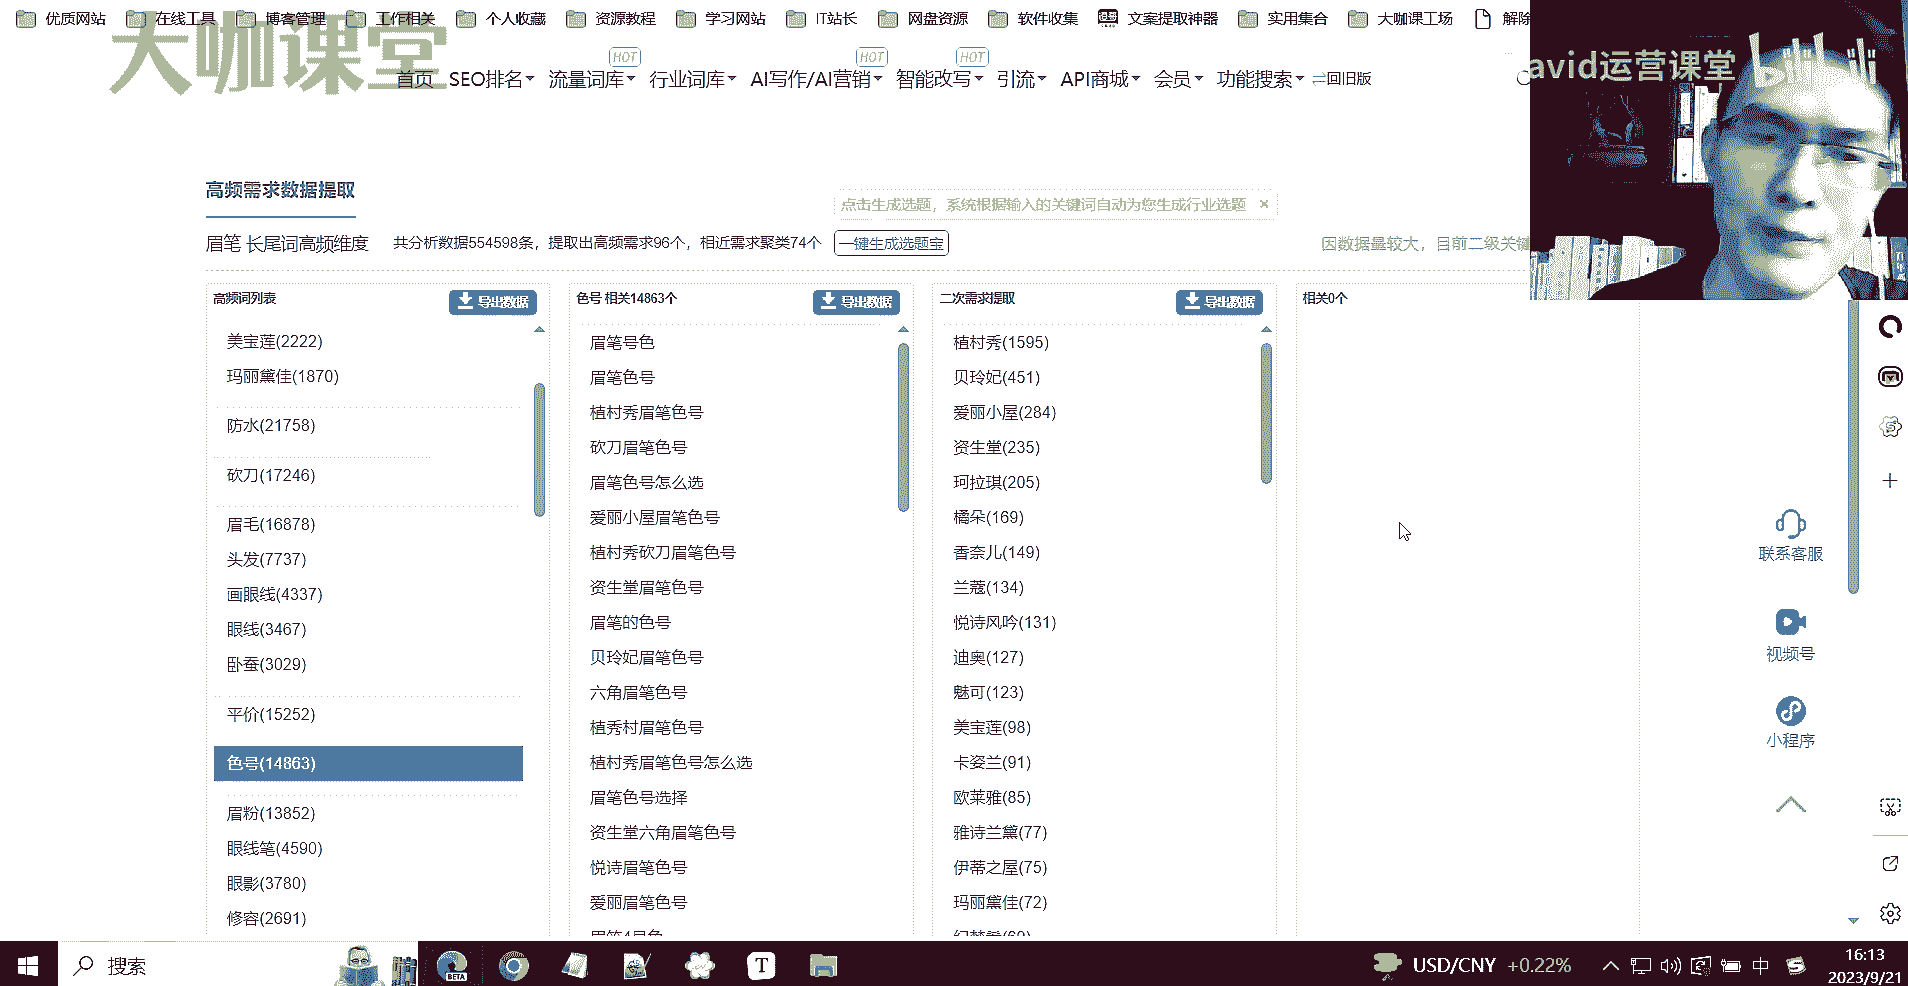 优质网站 在线工具 博客管理 工作相关 个人收藏 资源教程 学习网站 IT站长 网盘资源 软件收集 文案提取神器 实用集合 大咖课工场 解除
大咖课堂
avid运营课堂 bilibili
HOT HOT HOT
首页 SEO排名 流量词库 行业词库 AI写作/AI营销 智能改写 引流 API商城 会员 功能搜索 回旧版
高频需求数据提取
点击生成选题，系统根据输入的关键词自动为您生成行业选题 ×
眉笔 长尾词高频维度 共分析数据554598条，提取出高频需求96个，相近需求聚类74个 一键生成选题宝 因数据量较大，目前二级关键
高频词列表 导出数据
美宝莲(2222)
玛丽黛佳(1870)
防水(21758)
砍刀(17246)
眉毛(16878)
头发(7737)
画眼线(4337)
眼线(3467)
卧蚕(3029)
平价(15252)
色号(14863)
眉粉(13852)
眼线笔(4590)
眼影(3780)
修容(2691)
色号 相关14863个 导出数据
眉笔号色
眉笔色号
植村秀眉笔色号
砍刀眉笔色号
眉笔色号怎么选
爱丽小屋眉笔色号
植村秀砍刀眉笔色号
资生堂眉笔色号
眉笔的色号
贝玲妃眉笔色号
六角眉笔色号
植秀村眉笔色号
植村秀眉笔色号怎么选
眉笔色号选择
资生堂六角眉笔色号
悦诗眉笔色号
爱丽眉笔色号
二次需求提取 导出数据
植村秀(1595)
贝玲妃(451)
爱丽小屋(284)
资生堂(235)
珂拉琪(205)
橘朵(169)
香奈儿(149)
兰蔻(134)
悦诗风吟(131)
迪奥(127)
魅可(123)
美宝莲(98)
卡姿兰(91)
欧莱雅(85)
雅诗兰黛(77)
伊蒂之屋(75)
玛丽黛佳(72)
相关0个
联系客服
视频号
小程序
搜索 BETA T USD/CNY +0.22% 中 16:13
2023/9/21